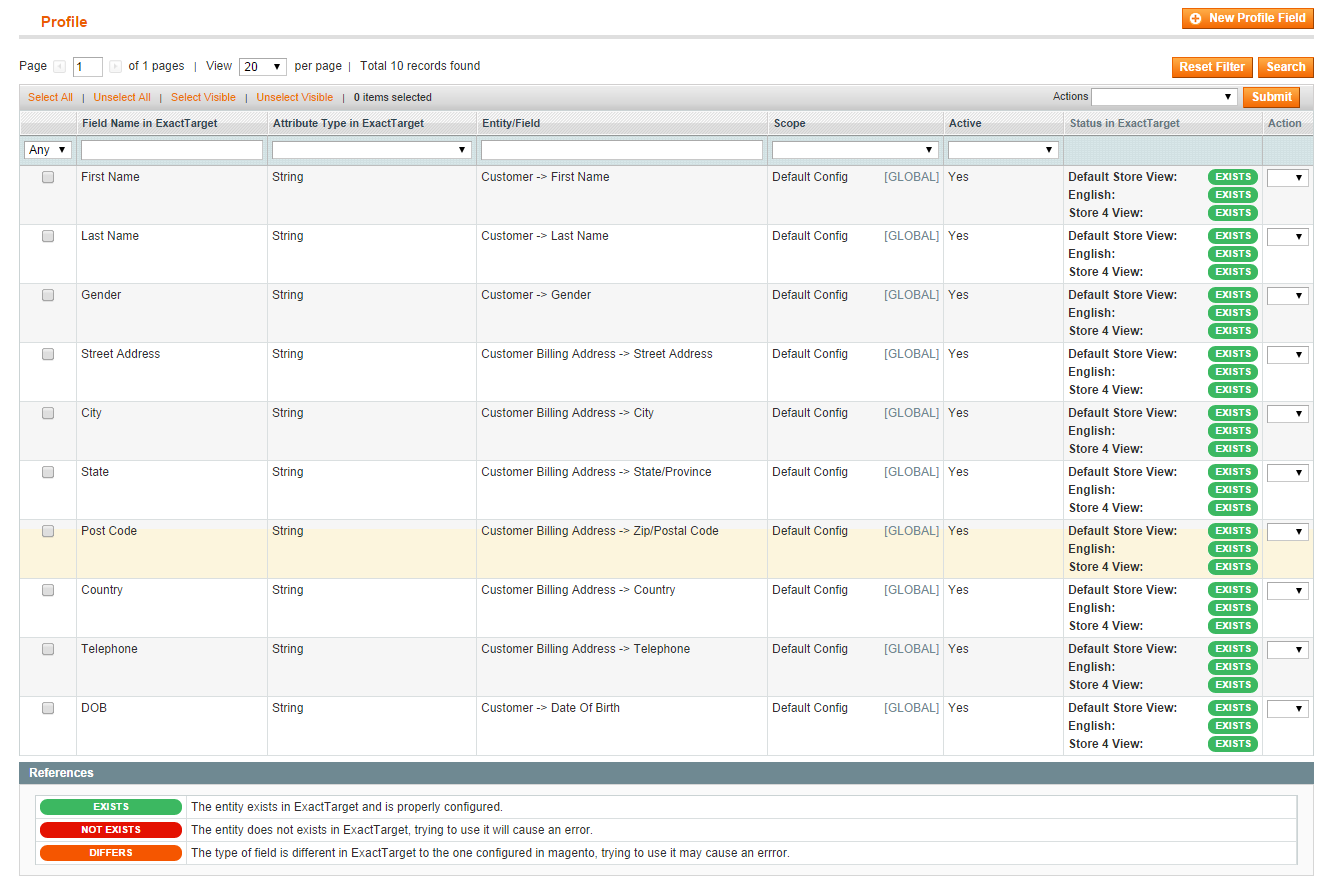 Profile
New Profile Field
Page 1 of 1 pages | View 20 per page | Total 10 records found
Reset Filter Search
Select All | Unselect All | Select Visible | Unselect Visible | 0 items selected Actions Submit
Field Name in ExactTarget Attribute Type in ExactTarget Entity/Field Scope Active Status in ExactTarget Action
Any
First Name String Customer -> First Name Default Config [GLOBAL] Yes Default Store View: EXISTS
English: EXISTS
Store 4 View: EXISTS
Last Name String Customer -> Last Name Default Config [GLOBAL] Yes Default Store View: EXISTS
English: EXISTS
Store 4 View: EXISTS
Gender String Customer -> Gender Default Config [GLOBAL] Yes Default Store View: EXISTS
English: EXISTS
Store 4 View: EXISTS
Street Address String Customer Billing Address -> Street Address Default Config [GLOBAL] Yes Default Store View: EXISTS
English: EXISTS
Store 4 View: EXISTS
City String Customer Billing Address -> City Default Config [GLOBAL] Yes Default Store View: EXISTS
English: EXISTS
Store 4 View: EXISTS
State String Customer Billing Address -> State/Province Default Config [GLOBAL] Yes Default Store View: EXISTS
English: EXISTS
Store 4 View: EXISTS
Post Code String Customer Billing Address -> Zip/Postal Code Default Config [GLOBAL] Yes Default Store View: EXISTS
English: EXISTS
Store 4 View: EXISTS
Country String Customer Billing Address -> Country Default Config [GLOBAL] Yes Default Store View: EXISTS
English: EXISTS
Store 4 View: EXISTS
Telephone String Customer Billing Address -> Telephone Default Config [GLOBAL] Yes Default Store View: EXISTS
English: EXISTS
Store 4 View: EXISTS
DOB String Customer -> Date Of Birth Default Config [GLOBAL] Yes Default Store View: EXISTS
English: EXISTS
Store 4 View: EXISTS
References
EXISTS The entity exists in ExactTarget and is properly configured.
NOT EXISTS The entity does not exists in ExactTarget, trying to use it will cause an error.
DIFFERS The type of field is different in ExactTarget to the one configured in magento, trying to use it may cause an errror.